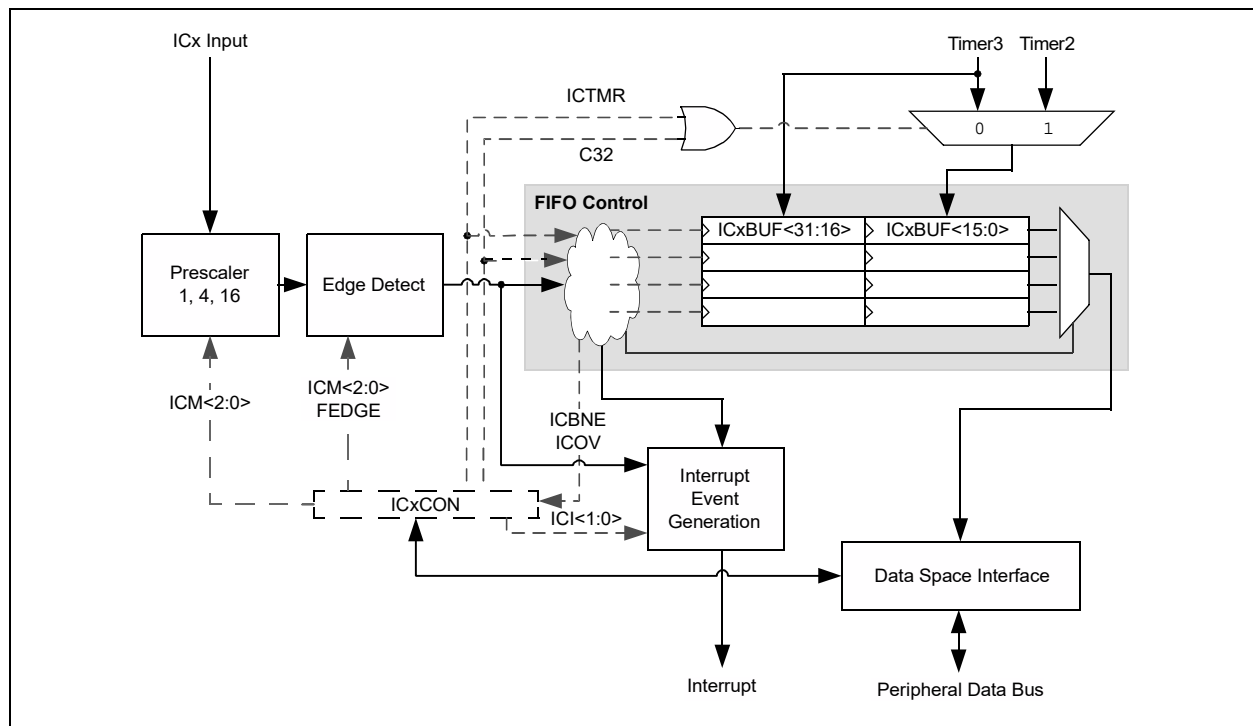 ICx Input
Timer3 Timer2
ICTMR
0 1
C32
FIFO Control
ICxBUF<31:16> ICxBUF<15:0>
Prescaler
1, 4, 16
Edge Detect
ICM<2:0>
ICM<2:0>
FEDGE
ICBNE
ICOV
Interrupt
Event
Generation
ICxCON
ICI<1:0>
Data Space Interface
Interrupt
Peripheral Data Bus